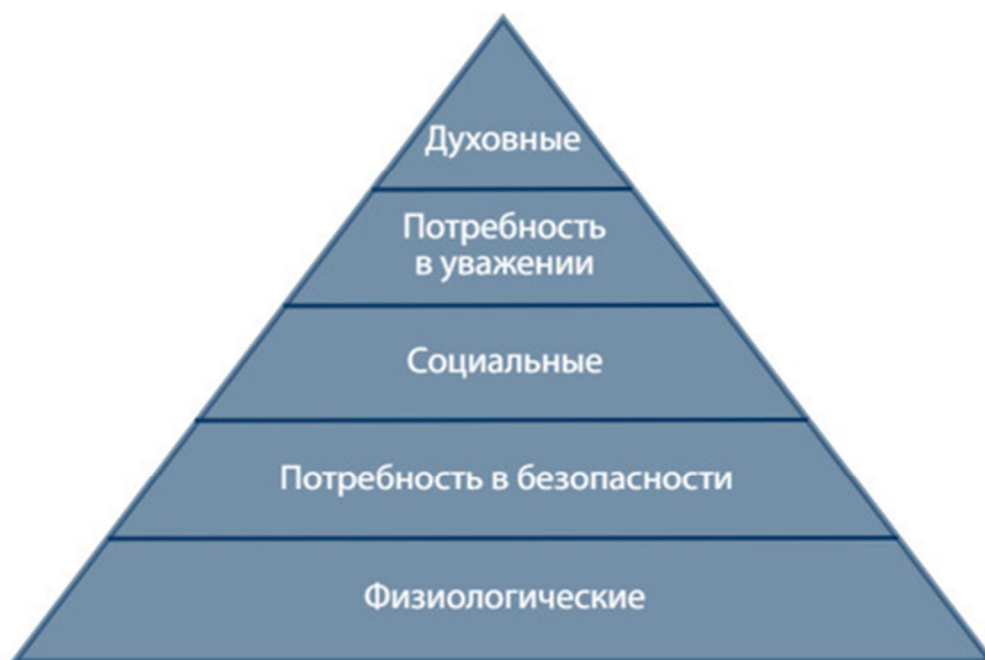 Духовные
Потребность
в уважении
Социальные
Потребность в безопасности
Физиологические